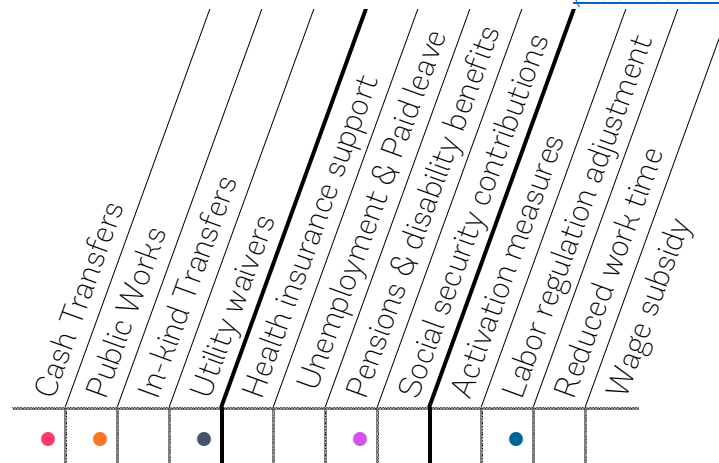 Cash Transfers
Public Works
In-kind Transfers
Utility waivers
Health insurance support
Unemployment & Paid leave
Pensions & disability benefits
Social security contributions
Activation measures
Labor regulation adjustment
Reduced work time
Wage subsidy